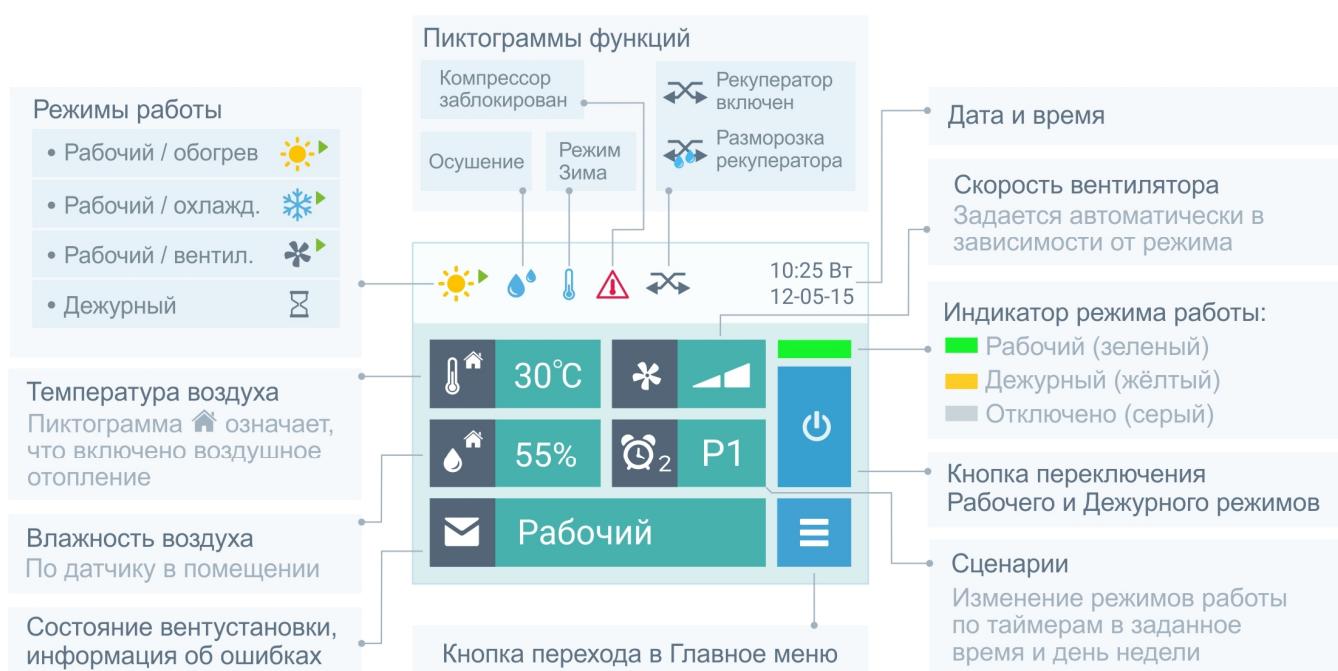 Пиктограммы функций
Компрессор
заблокирован
Осушение
Режим
Зима
Рекуператор
включен
Разморозка
рекуператора
Режимы работы
• Рабочий / обогрев
• Рабочий / охлажд.
• Рабочий / вентил.
• Дежурный
Температура воздуха
Пиктограмма означает,
что включено воздушное
отопление
Влажность воздуха
По датчику в помещении
Состояние вентустановки,
информация об ошибках
10:25 Вт
12-05-15
30°C
55%
2
P1
Рабочий
Кнопка перехода в Главное меню
Дата и время
Скорость вентилятора
Задается автоматически в
зависимости от режима
Индикатор режима работы:
Рабочий (зеленый)
Дежурный (жёлтый)
Отключено (серый)
Кнопка переключения
Рабочего и Дежурного режимов
Сценарии
Изменение режимов работы
по таймерам в заданное
время и день недели